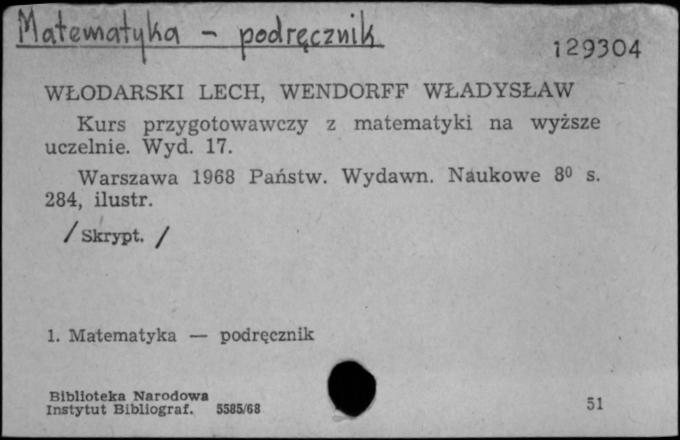 Matematyka - podręcznik
129304
WŁODARSKI LECH, WENDORFF WŁADYSŁAW
Kurs przygotowawczy z matematyki na wyższe
uczelnie. Wyd. 17.
Warszawa 1968 Państw. Wydawn. Naukowe 8⁰ s.
284, ilustr.
/ Skrypt. /
1. Matematyka — podręcznik
Biblioteka Narodowa
Instytut Bibliograf. 5585/68
51